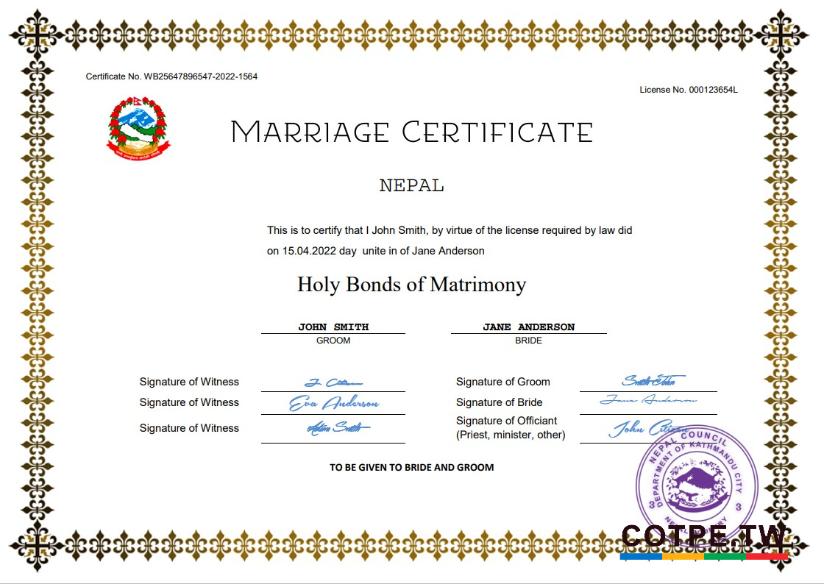 Certificate No. WB25647896547-2022-1564
License No. 000123654L
MARRIAGE CERTIFICATE
NEPAL
This is to certify that I John Smith, by virtue of the license required by law did
on 15.04.2022 day unite in of Jane Anderson
Holy Bonds of Matrimony
JOHN SMITH
GROOM
JANE ANDERSON
BRIDE
Signature of Witness
Signature of Witness Eva Anderson
Signature of Witness
Signature of Groom
Signature of Bride Jane Anderson
Signature of Officiant
(Priest, minister, other) John
TO BE GIVEN TO BRIDE AND GROOM
NEPAL COUNCIL
DEPARTMENT OF KATHMANDU CITY
3 3
COTPE.TW